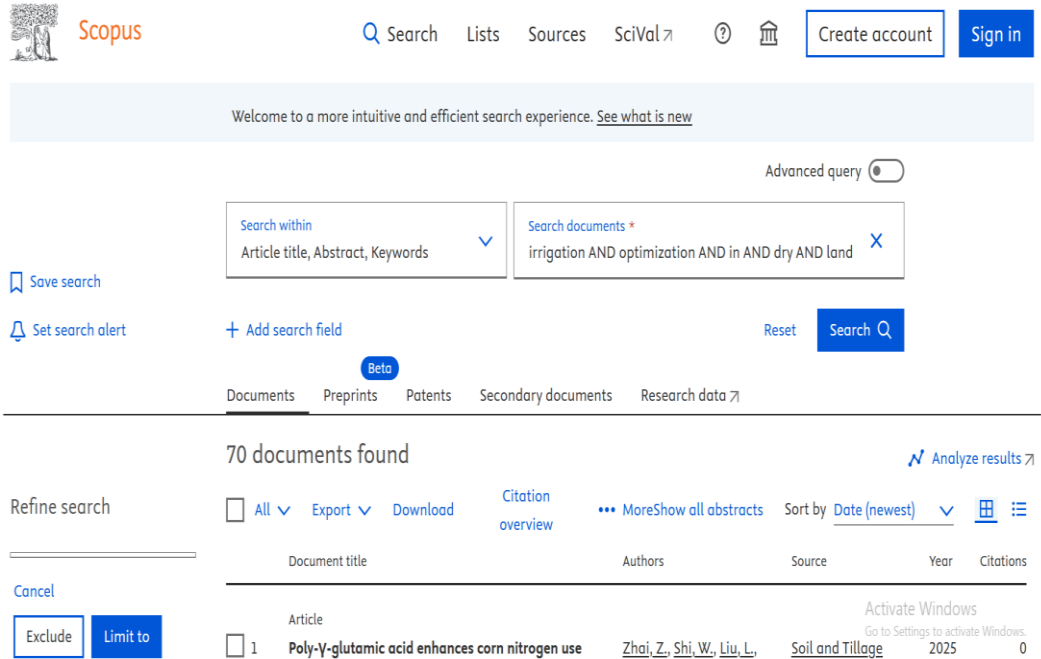 Scopus
Search Lists Sources SciVal
Create account Sign in
Welcome to a more intuitive and efficient search experience. See what is new
Advanced query
Search within
Article title, Abstract, Keywords
Search documents *
irrigation AND optimization AND in AND dry AND land
Save search
Set search alert
+ Add search field
Reset Search
Beta
Documents Preprints Patents Secondary documents Research data
70 documents found
Analyze results
Refine search
All Export Download Citation overview ••• MoreShow all abstracts Sort by Date (newest)
Document title Authors Source Year Citations
Cancel
Exclude Limit to
Article
1 Poly-γ-glutamic acid enhances corn nitrogen use Zhai, Z., Shi, W., Liu, L., Soil and Tillage 2025 0
Activate Windows
Go to Settings to activate Windows.